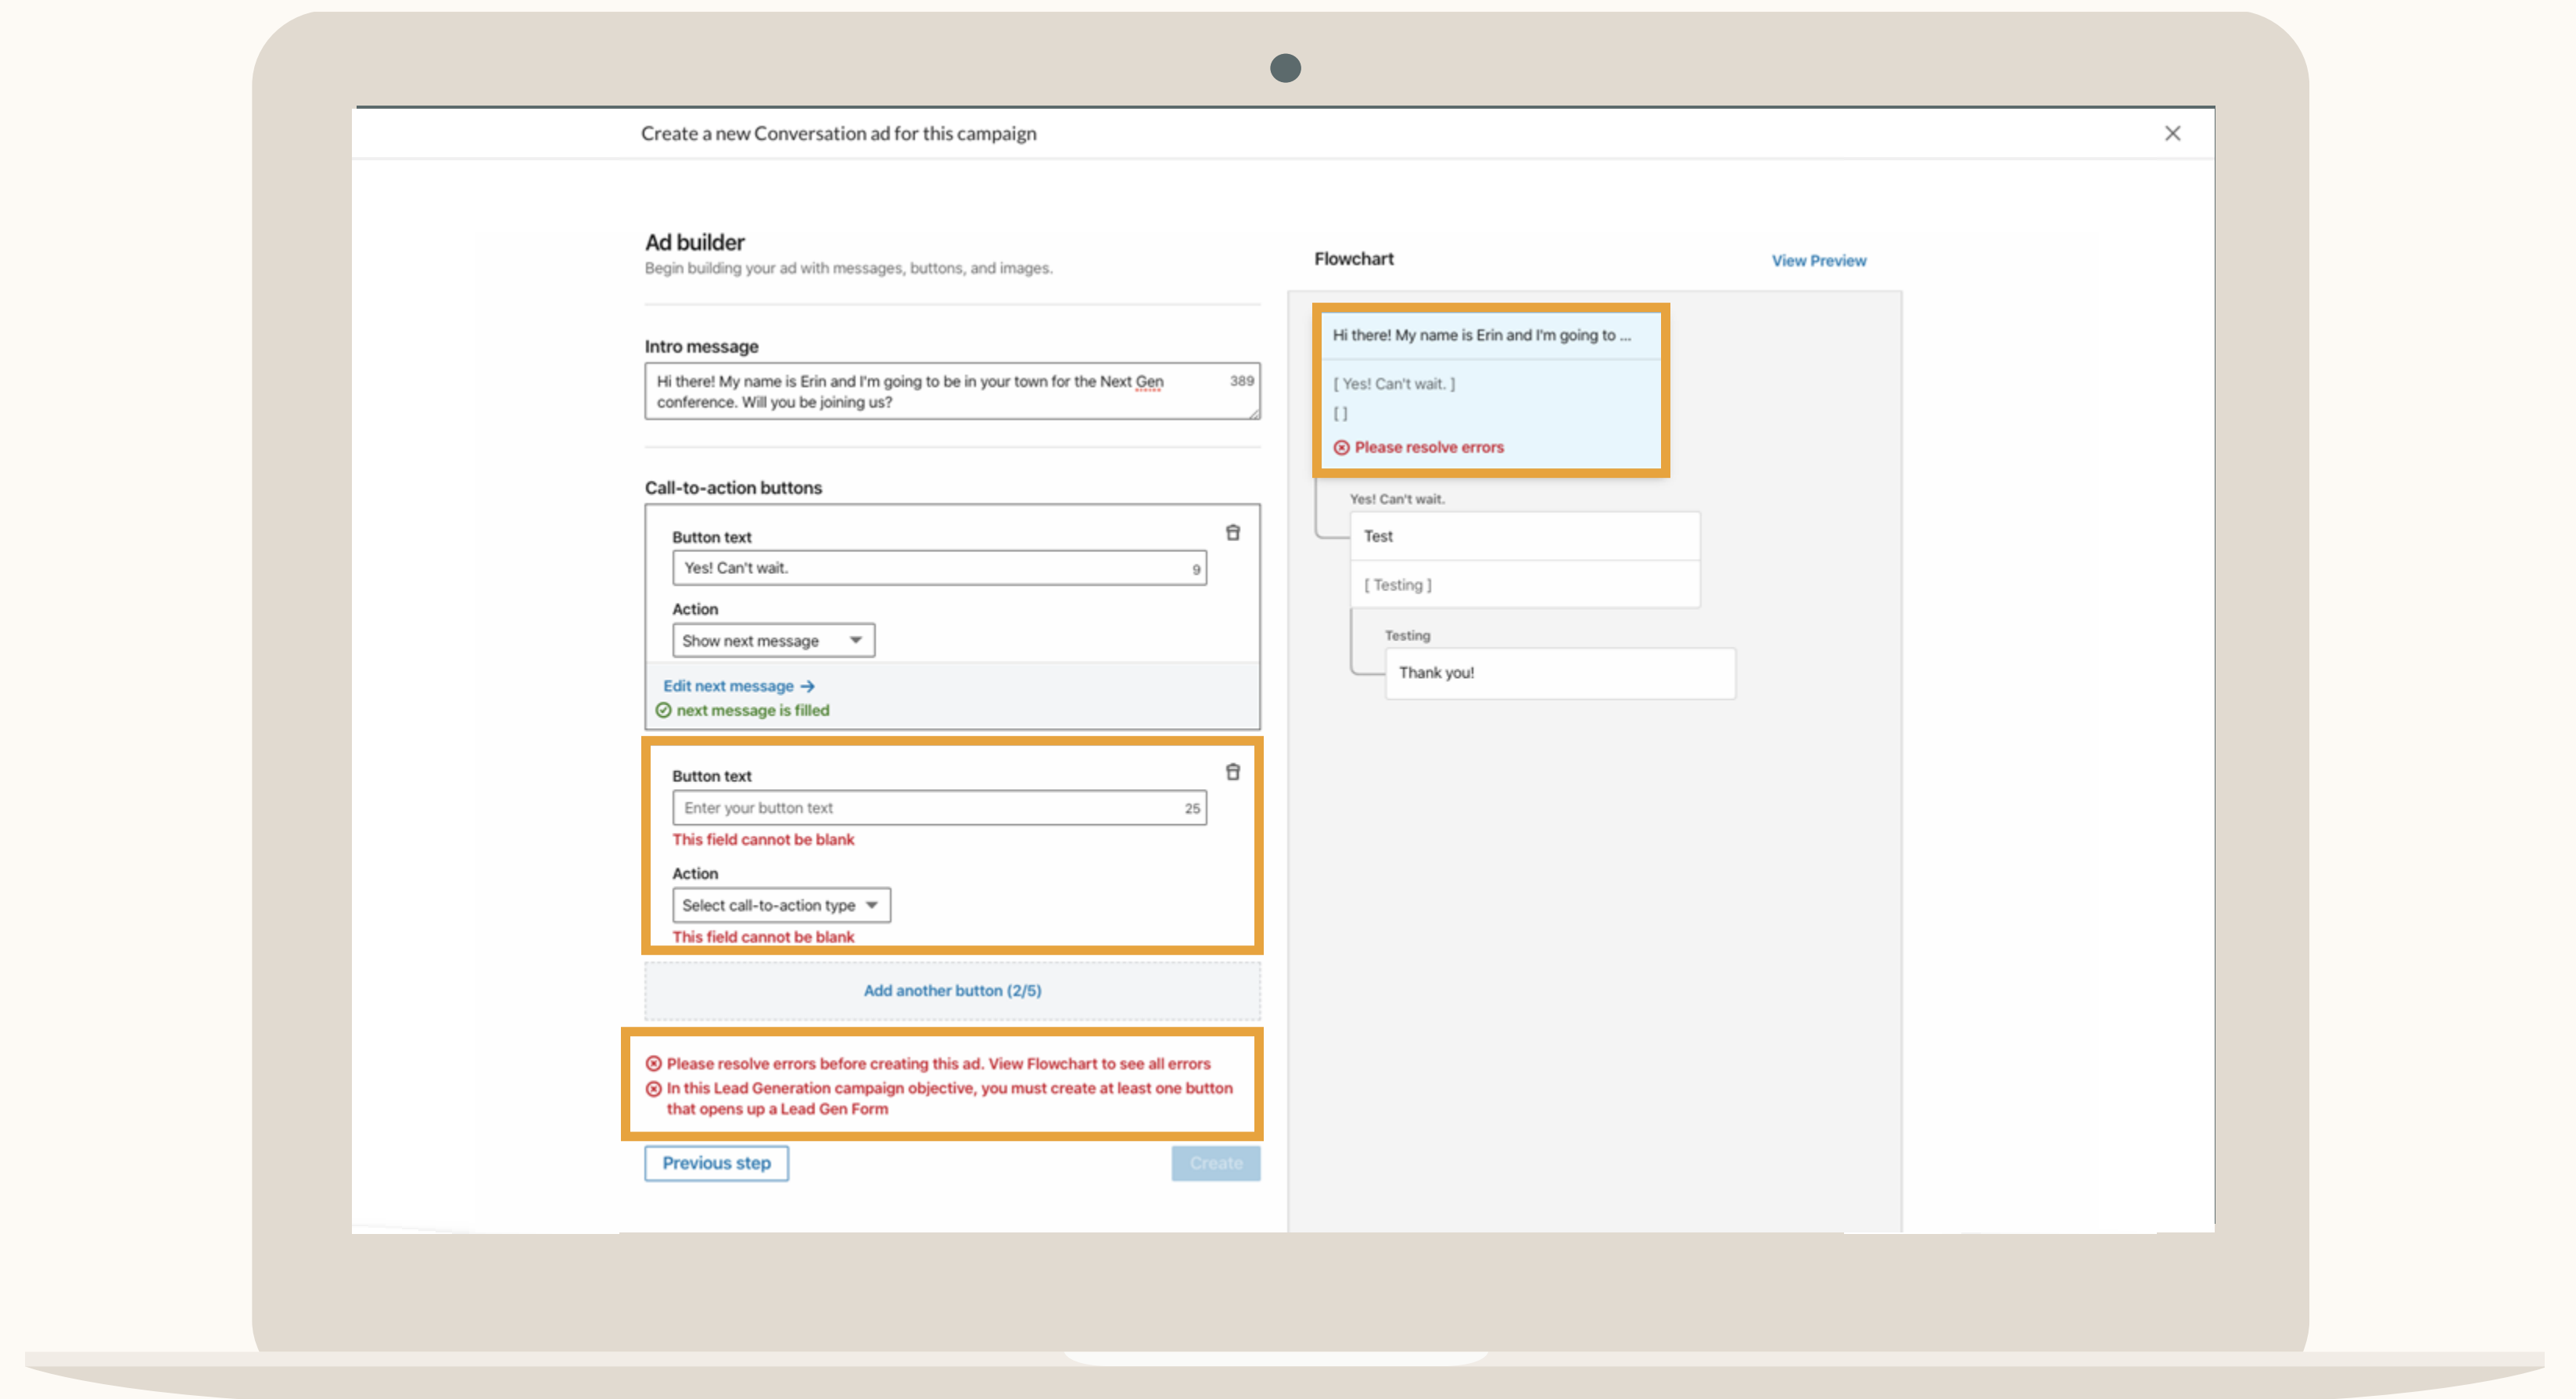 Create a new Conversation ad for this campaign
Ad builder
Begin building your ad with messages, buttons, and images.
Intro message
Hi there! My name is Erin and I'm going to be in your town for the Next Gen
conference. Will you be joining us?
389
Call-to-action buttons
Button text
Yes! Can't wait.
9
Action
Show next message
Edit next message →
next message is filled
Button text
Enter your button text
25
This field cannot be blank
Action
Select call-to-action type
This field cannot be blank
Add another button (2/5)
Please resolve errors before creating this ad. View Flowchart to see all errors
In this Lead Generation campaign objective, you must create at least one button
that opens up a Lead Gen Form
Previous step
Create
Flowchart
View Preview
Hi there! My name is Erin and I'm going to ...
[ Yes! Can't wait. ]
[ ]
Please resolve errors
Yes! Can't wait.
Test
[ Testing ]
Testing
Thank you!